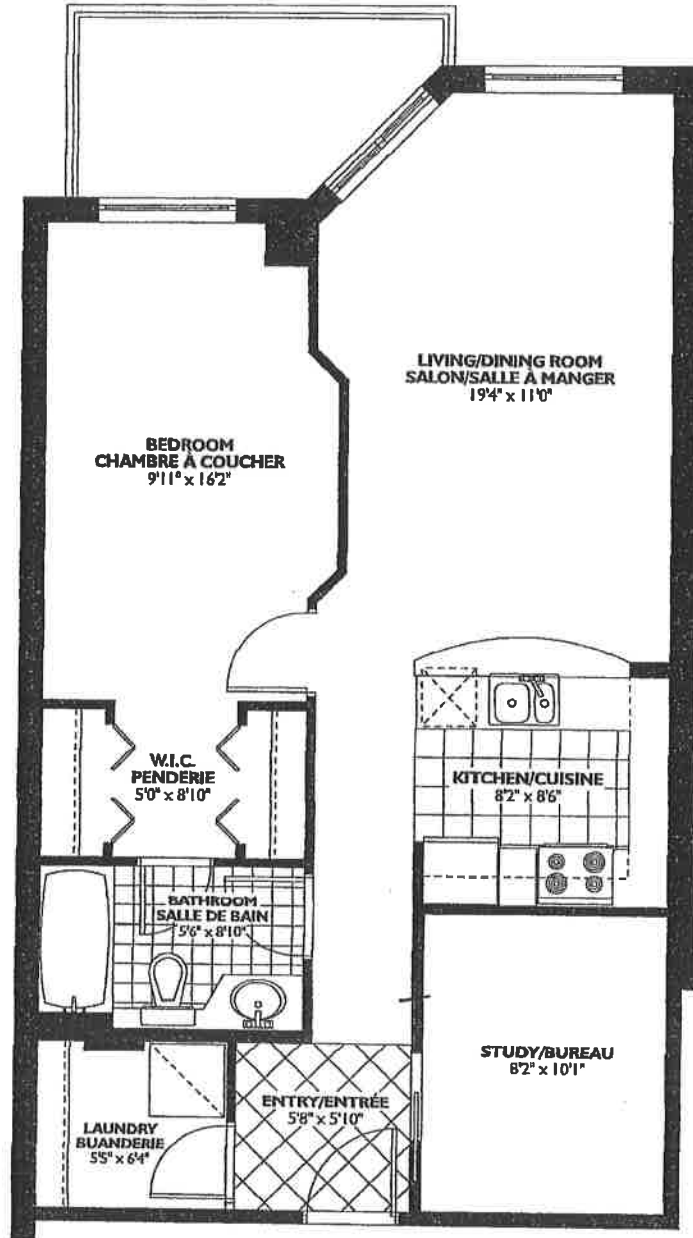 LIVING/DINING ROOM
SALON/SALLE À MANGER
19'4" x 11'0"
BEDROOM
CHAMBRE À COUCHER
9'11" x 16'2"
W.I.C.
PENDERIE
5'0" x 8'10"
KITCHEN/CUISINE
8'2" x 8'6"
BATHROOM
SALLE DE BAIN
5'6" x 8'10"
STUDY/BUREAU
8'2" x 10'1"
ENTRY/ENTRÉE
5'8" x 5'10"
LAUNDRY
BUANDERIE
5'5" x 6'4"